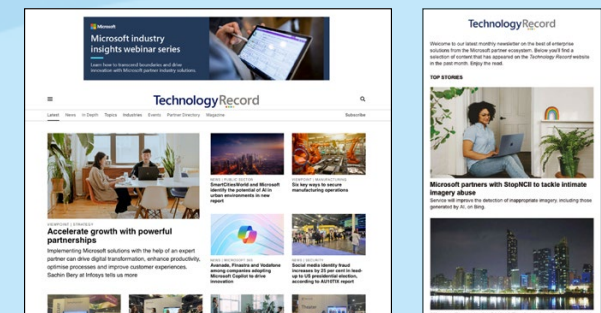 Microsoft
Microsoft industry
insights webinar series
Learn how to transcend boundaries and drive
innovation with Microsoft partner industry solutions.
TechnologyRecord
Latest News In Depth Topics Industries Events Partner Directory Magazine Subscribe
VIEWPOINT | STRATEGY
Accelerate growth with powerful
partnerships
Implementing Microsoft solutions with the help of an expert
partner can drive digital transformation, enhance productivity,
optimise processes and improve customer experiences.
Sachin Bery at Infosys tells us more
NEWS | PUBLIC SECTOR
SmartCitiesWorld and Microsoft
identify the potential of AI in
urban environments in new
report
VIEWPOINT | MANUFACTURING
Six key ways to secure
manufacturing operations
NEWS | MICROSOFT 365
Avanade, Finastra and Vodafone
among companies adopting
Microsoft Copilot to drive
innovation
NEWS | SECURITY
Social media identity fraud
increases by 25 per cent in lead-
up to US presidential election,
according to AU10TIX report
TechnologyRecord
Welcome to our latest monthly newsletter on the best of enterprise
solutions from the Microsoft partner ecosystem. Below you'll find a
selection of content that has appeared on the Technology Record website
in the past month. Enjoy the read.
TOP STORIES
Microsoft partners with StopNCII to tackle intimate
imagery abuse
Service will improve the detection of inappropriate imagery, including those
generated by AI, on Bing.